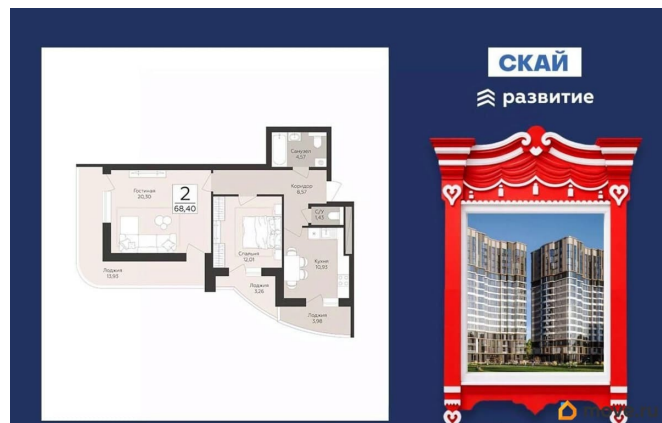 СКАЙ
развитие
Санузел
4,57
Гостиная
20,30
2
68,40
Коридор
8,57
С/У
1,43
Спальня
12,01
Кухня
10,93
Лоджия
13,93
Лоджия
3,26
Лоджия
3,98